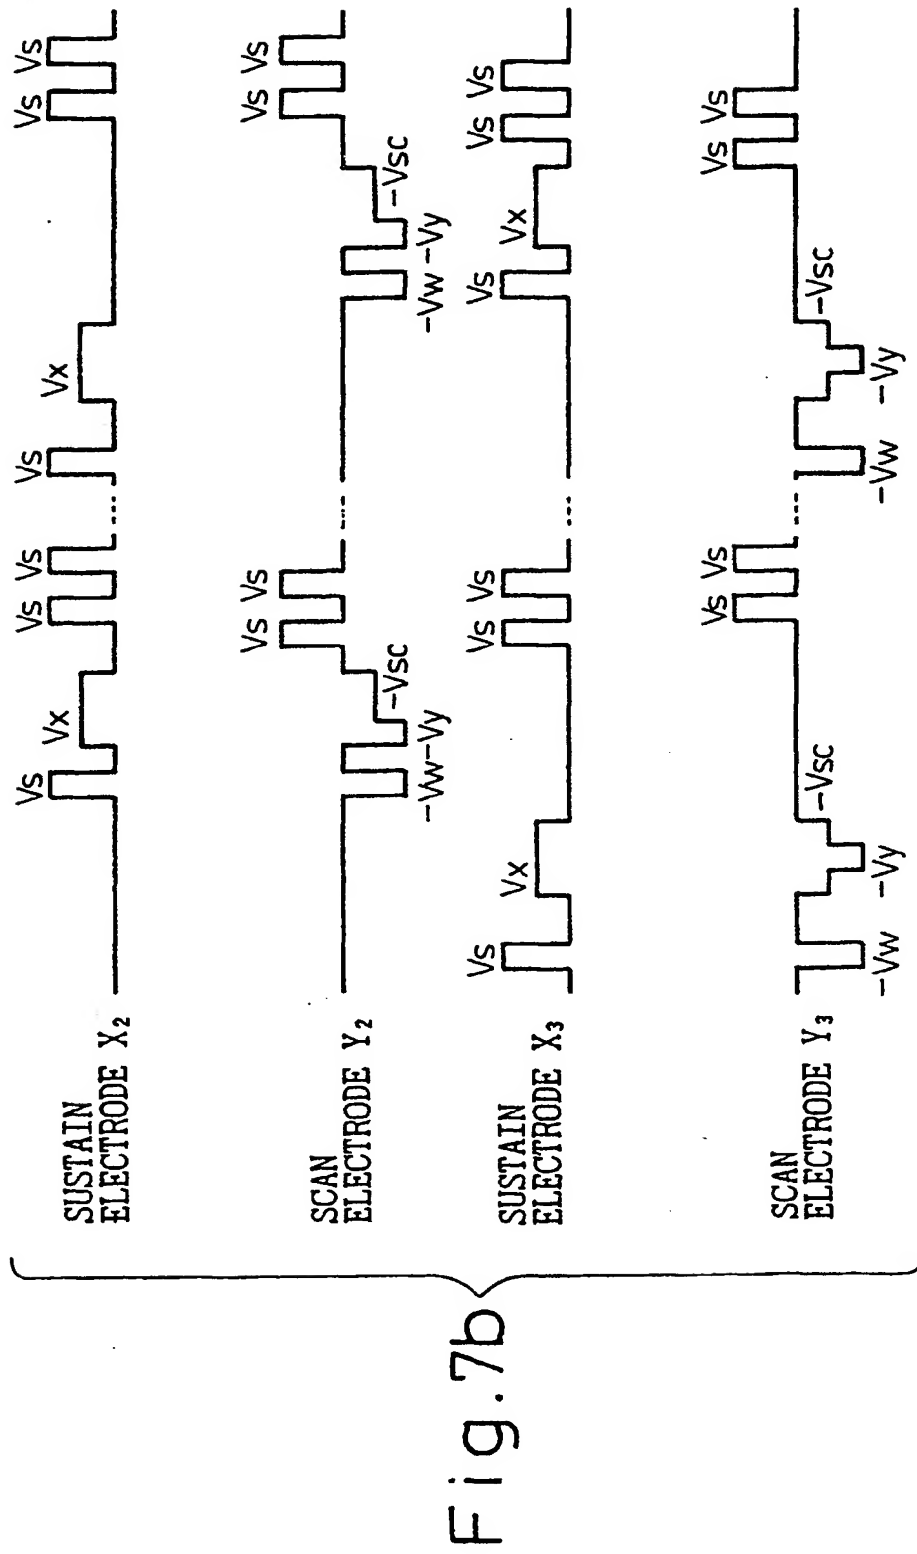 Fig.7b
SUSTAIN
ELECTRODE X2
Vs Vx Vs Vs Vs Vx Vs Vs
SCAN
ELECTRODE Y2
-Vw -Vy -Vsc Vs Vs -Vw -Vy -Vsc Vs Vs
SUSTAIN
ELECTRODE X3
Vs Vx Vs Vs Vs Vx Vs Vs
SCAN
ELECTRODE Y3
-Vw -Vy -Vsc Vs Vs -Vw -Vy -Vsc Vs Vs